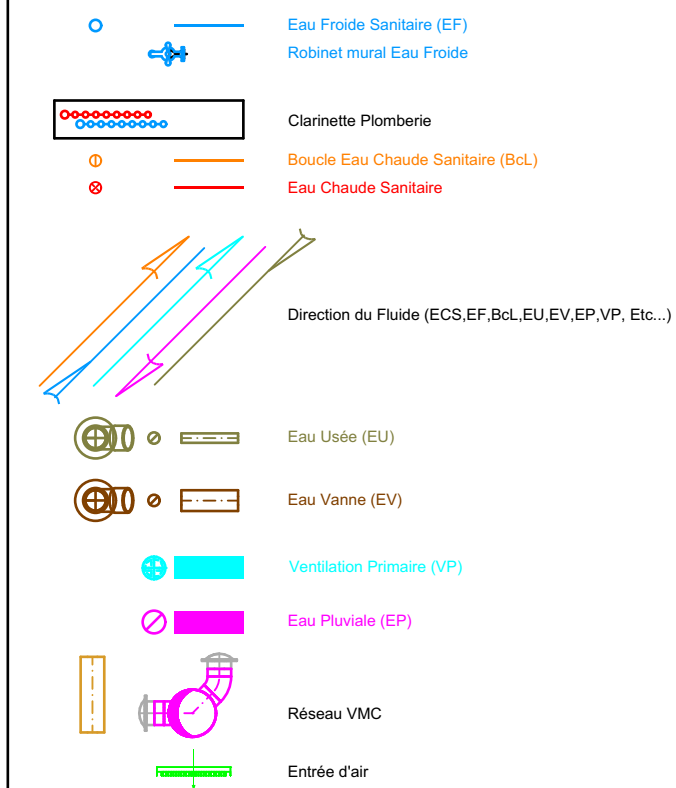 Eau Froide Sanitaire (EF)
Robinet mural Eau Froide
Clarinette Plomberie
Boucle Eau Chaude Sanitaire (BcL)
Eau Chaude Sanitaire
Direction du Fluide (ECS,EF,BcL,EU,EV,EP,VP, Etc...)
Eau Usée (EU)
Eau Vanne (EV)
Ventilation Primaire (VP)
Eau Pluviale (EP)
Réseau VMC
Entrée d'air